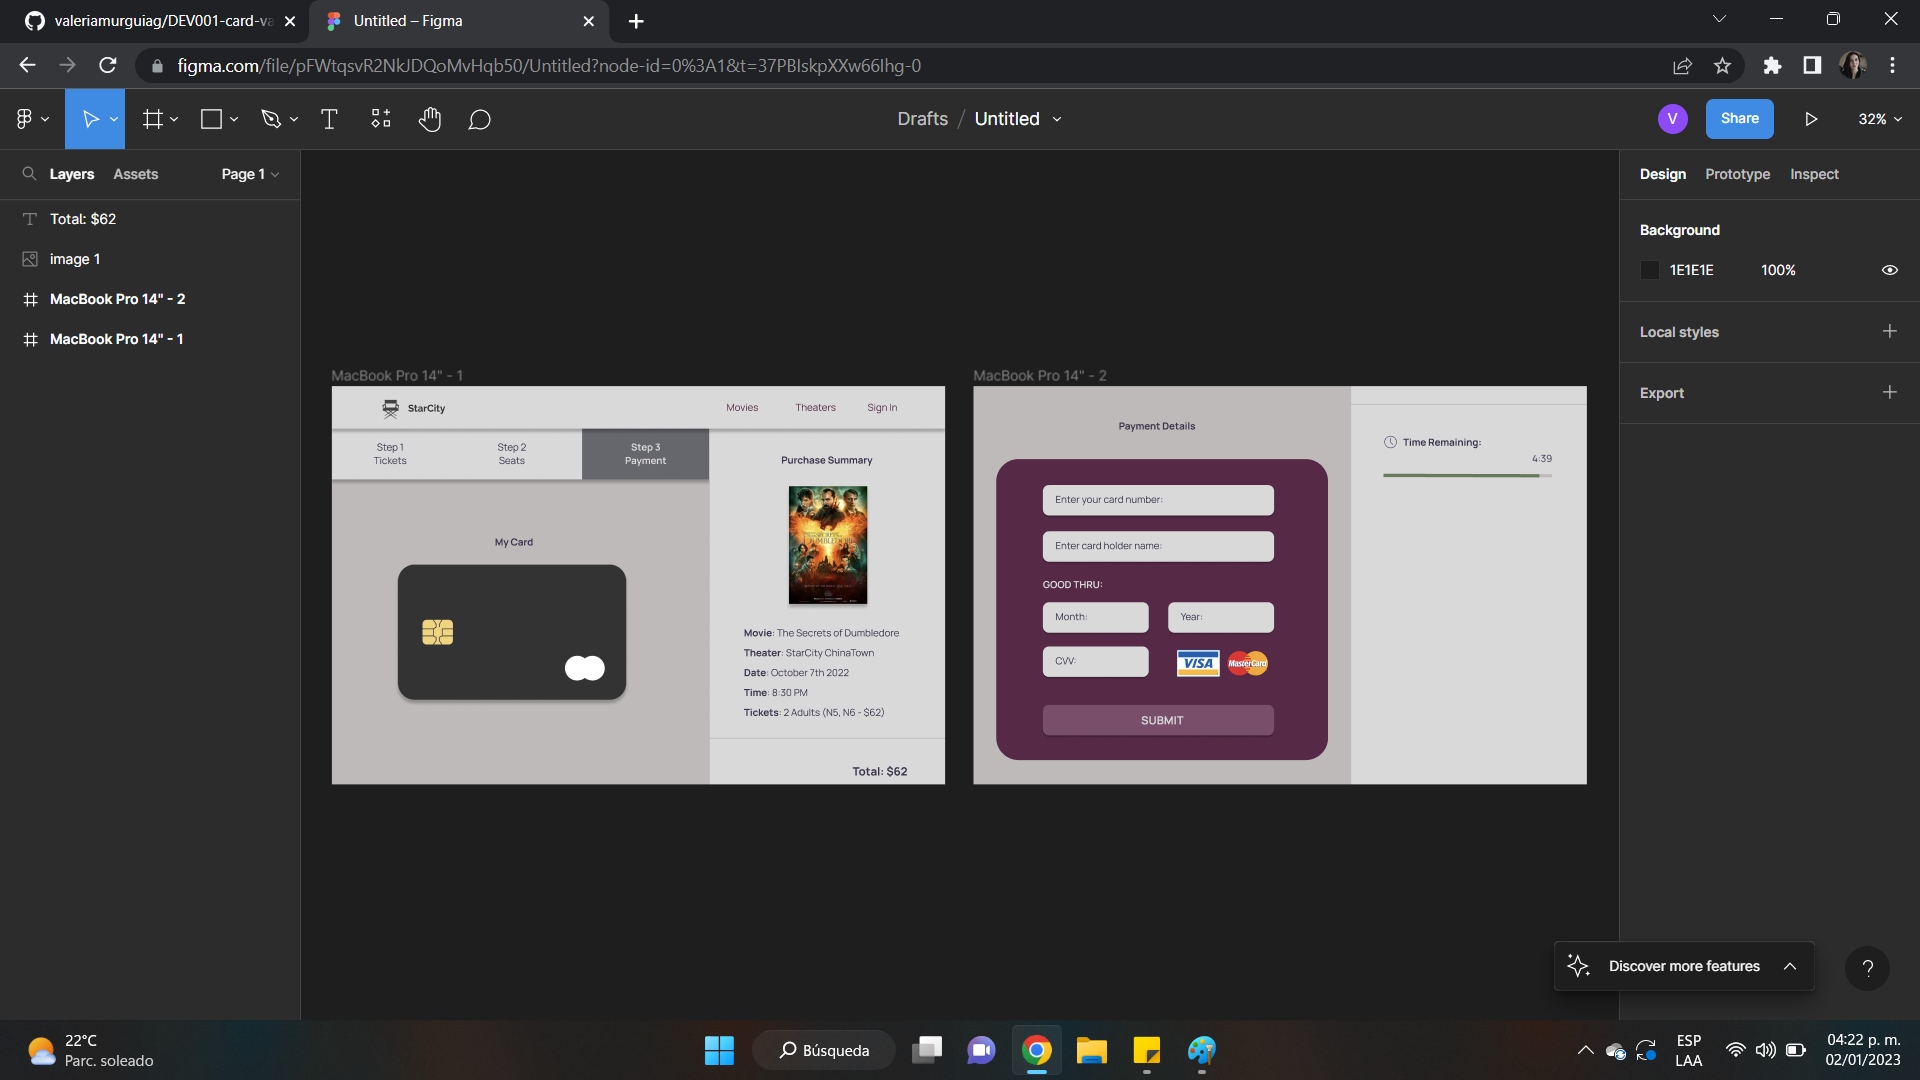 valeriamurguiag/DEV001-card-va
Untitled – Figma
figma.com/file/pFWtqsvR2NkJDQoMvHqb50/Untitled?node-id=0%3A1&t=37PBIskpXXw66Ihg-0
Drafts / Untitled
V
Share
32%
Layers
Assets
Page 1
Total: $62
image 1
MacBook Pro 14" - 2
MacBook Pro 14" - 1
Design
Prototype
Inspect
Background
1E1E1E
100%
Local styles
Export
MacBook Pro 14" - 1
StarCity
Movies
Theaters
Sign In
Step 1
Tickets
Step 2
Seats
Step 3
Payment
My Card
Purchase Summary
Movie: The Secrets of Dumbledore
Theater: StarCity ChinaTown
Date: October 7th 2022
Time: 8:30 PM
Tickets: 2 Adults (N5, N6 - $62)
Total: $62
MacBook Pro 14" - 2
Payment Details
Enter your card number:
Enter card holder name:
GOOD THRU:
Month:
Year:
CVV:
VISA
MasterCard
SUBMIT
Time Remaining:
4:39
Discover more features
?
22°C
Parc. soleado
Búsqueda
ESP
LAA
04:22 p. m.
02/01/2023